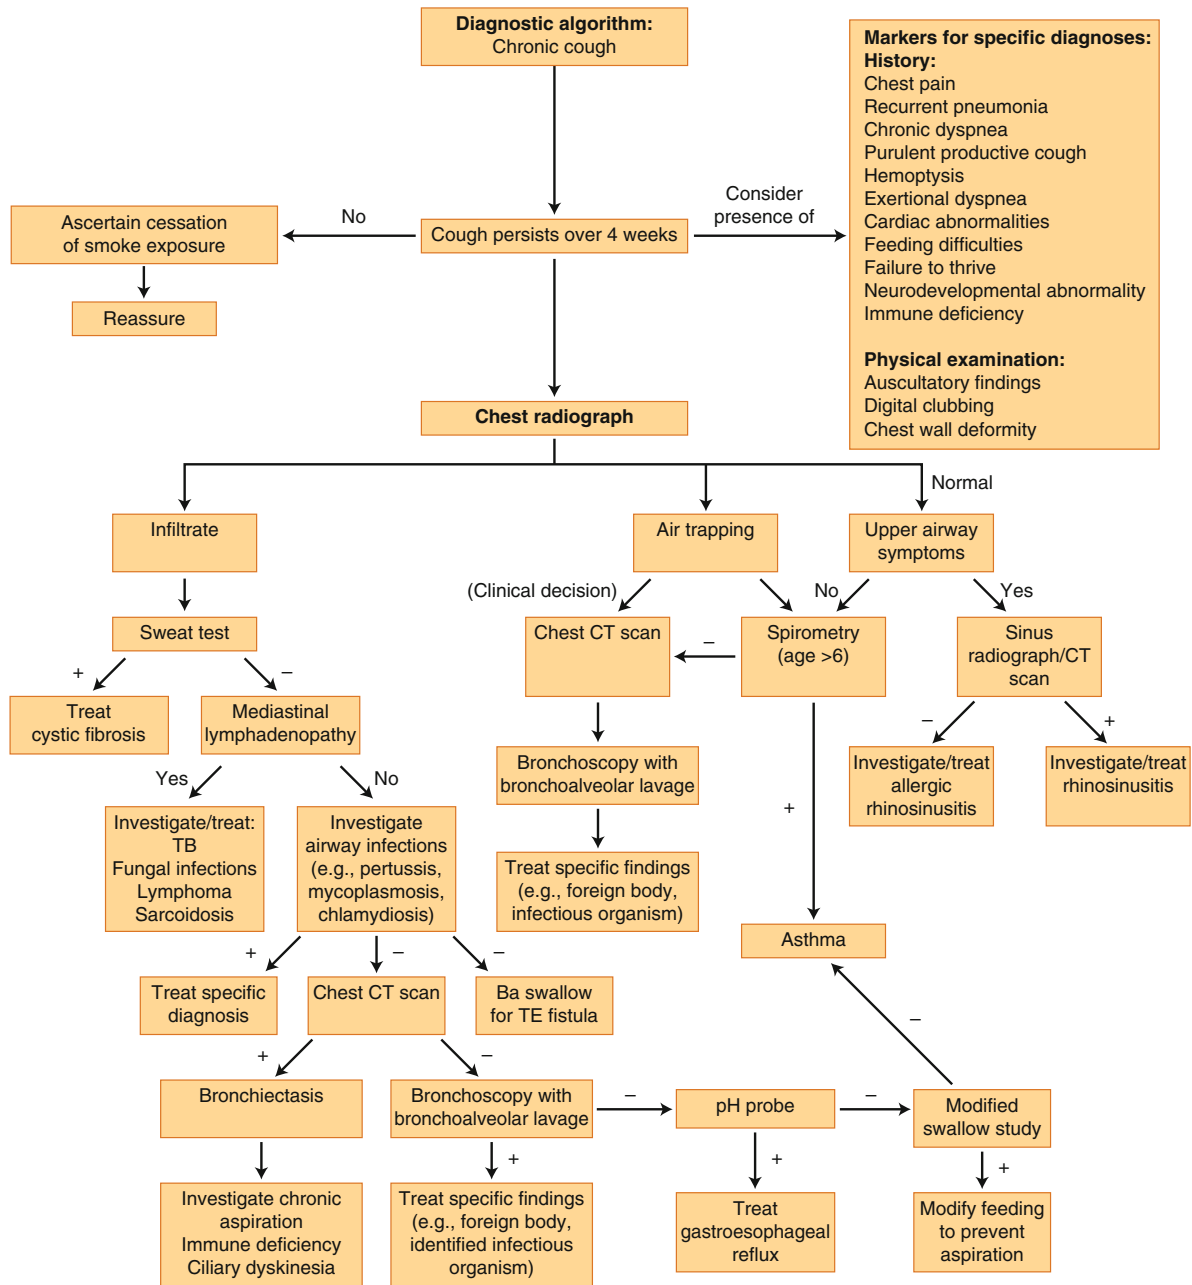 Diagnostic algorithm:
Chronic cough
Markers for specific diagnoses:
History:
Chest pain
Recurrent pneumonia
Chronic dyspnea
Purulent productive cough
Hemoptysis
Exertional dyspnea
Cardiac abnormalities
Feeding difficulties
Failure to thrive
Neurodevelopmental abnormality
Immune deficiency
Physical examination:
Auscultatory findings
Digital clubbing
Chest wall deformity
Consider
presence of
Cough persists over 4 weeks
No
Ascertain cessation
of smoke exposure
Reassure
Chest radiograph
Normal
Infiltrate
Air trapping
Upper airway
symptoms
(Clinical decision)
No
Yes
Sweat test
Chest CT scan
–
Spirometry
(age >6)
Sinus
radiograph/CT
scan
+
–
Treat
cystic fibrosis
Mediastinal
lymphadenopathy
–
+
Bronchoscopy with
bronchoalveolar lavage
Investigate/treat
allergic
rhinosinusitis
Investigate/treat
rhinosinusitis
Yes
No
+
Investigate/treat:
TB
Fungal infections
Lymphoma
Sarcoidosis
Investigate
airway infections
(e.g., pertussis,
mycoplasmosis,
chlamydiosis)
Treat specific findings
(e.g., foreign body,
infectious organism)
Asthma
+
–
–
Treat specific
diagnosis
Chest CT scan
Ba swallow
for TE fistula
–
+
–
Bronchiectasis
Bronchoscopy with
bronchoalveolar lavage
–
pH probe
–
Modified
swallow study
+
+
+
Investigate chronic
aspiration
Immune deficiency
Ciliary dyskinesia
Treat specific findings
(e.g., foreign body,
identified infectious
organism)
Treat
gastroesophageal
reflux
Modify feeding
to prevent
aspiration